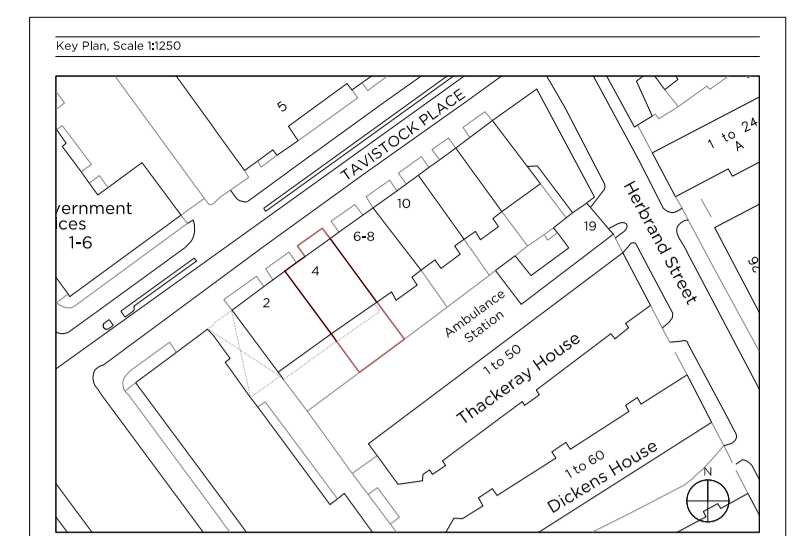 Key Plan, Scale 1:1250
5
TAVISTOCK PLACE
1 to 24
A
vernment
ices
1-6
Herbrand Street
10
6-8
19
4
26
2
Ambulance
Station
1 to 50
Thackeray House
1 to 60
Dickens House
N